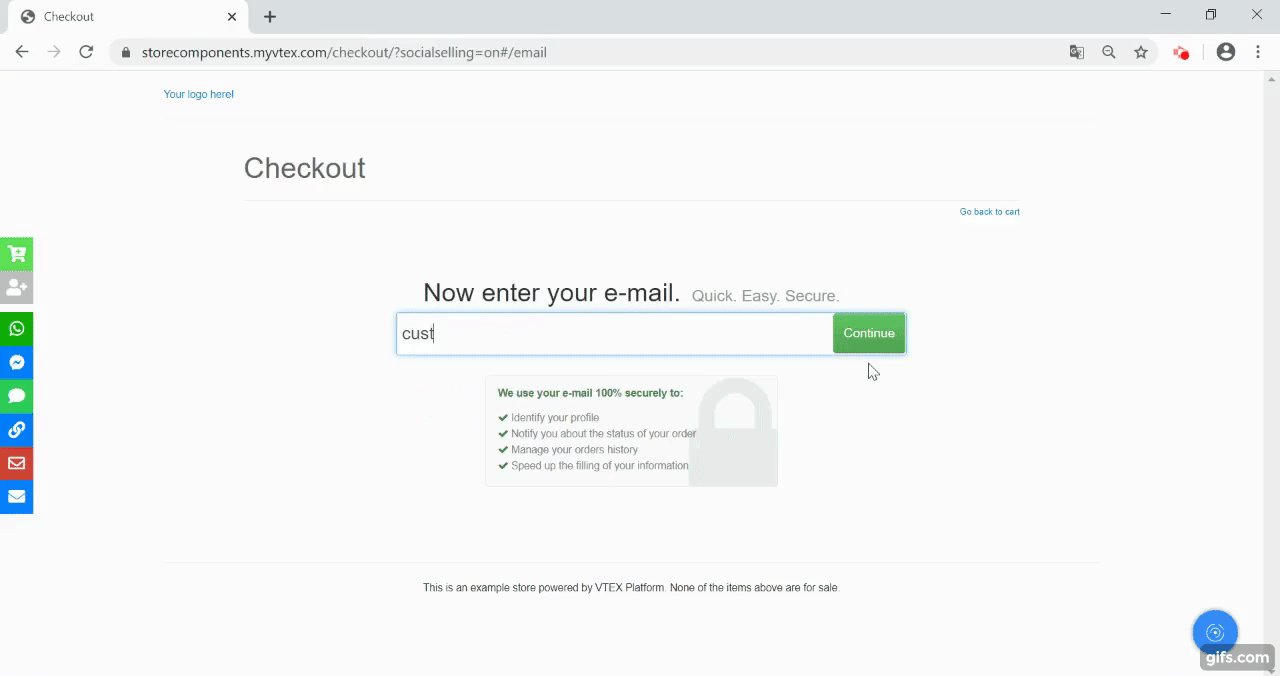 Checkout
storecomponents.myvtex.com/checkout/?socialselling=on#/email
Your logo here!
Checkout
Go back to cart
Now enter your e-mail. Quick. Easy. Secure.
cust
Continue
We use your e-mail 100% securely to:
Identify your profile
Notify you about the status of your order
Manage your orders history
Speed up the filling of your information
This is an example store powered by VTEX Platform. None of the items above are for sale.
gifs.com